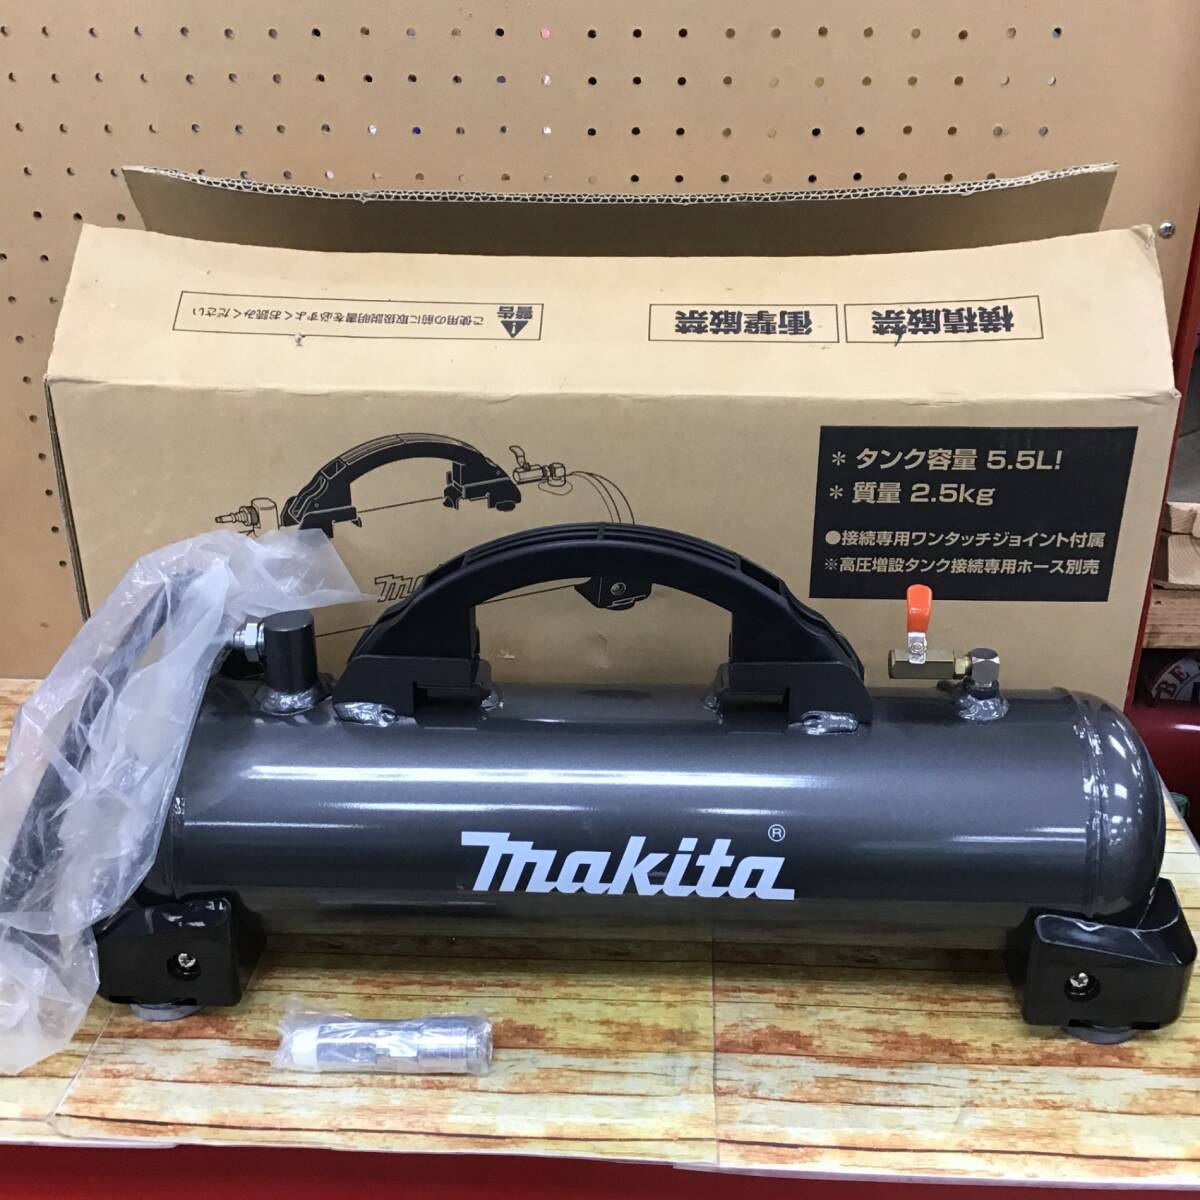 横積厳禁
衝撃厳禁
警告
ご使用の前に取扱説明書を必ずよくお読みください
* タンク容量 5.5L!
* 質量 2.5kg
●接続専用ワンタッチジョイント付属
※高圧増設タンク接続専用ホース別売
makita®